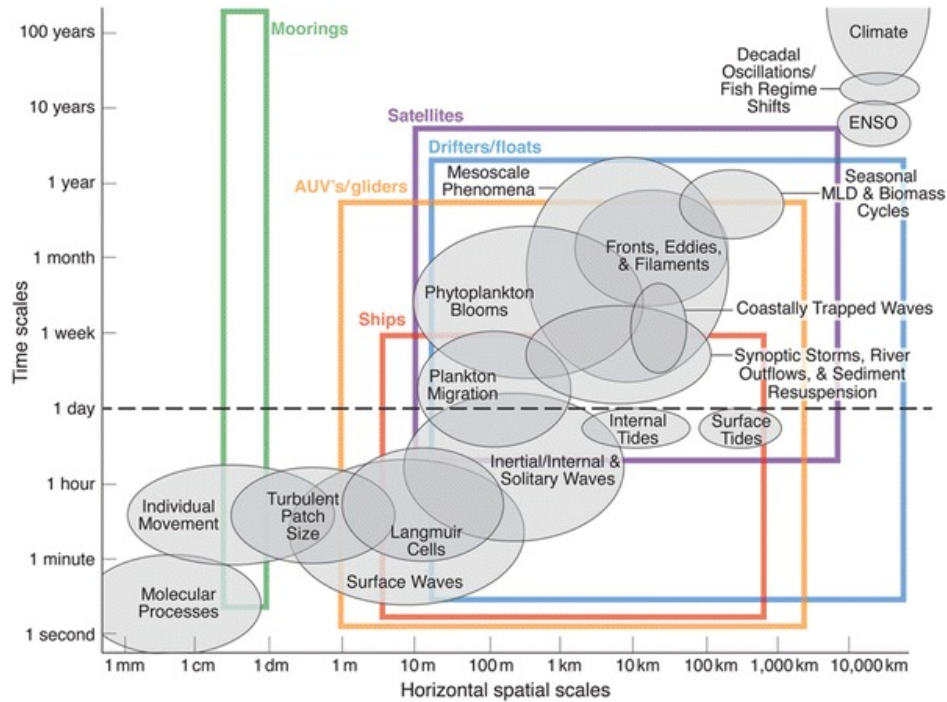 100 years
10 years
1 year
1 month
1 week
1 day
1 hour
1 minute
1 second
Time scales
Moorings
Satellites
Drifters/floats
AUV's/gliders
Ships
Climate
Decadal
Oscillations/
Fish Regime
Shifts
ENSO
Mesoscale
Phenomena
Seasonal
MLD & Biomass
Cycles
Fronts, Eddies,
& Filaments
Phytoplankton
Blooms
Coastally Trapped Waves
Plankton
Migration
Synoptic Storms, River
Outflows, & Sediment
Resuspension
Internal
Tides
Surface
Tides
Inertial/Internal &
Solitary Waves
Individual
Movement
Turbulent
Patch
Size
Langmuir
Cells
Surface Waves
Molecular
Processes
1 mm
1 cm
1 dm
1 m
10 m
100 m
1 km
10 km
100 km
1,000 km
10,000 km
Horizontal spatial scales